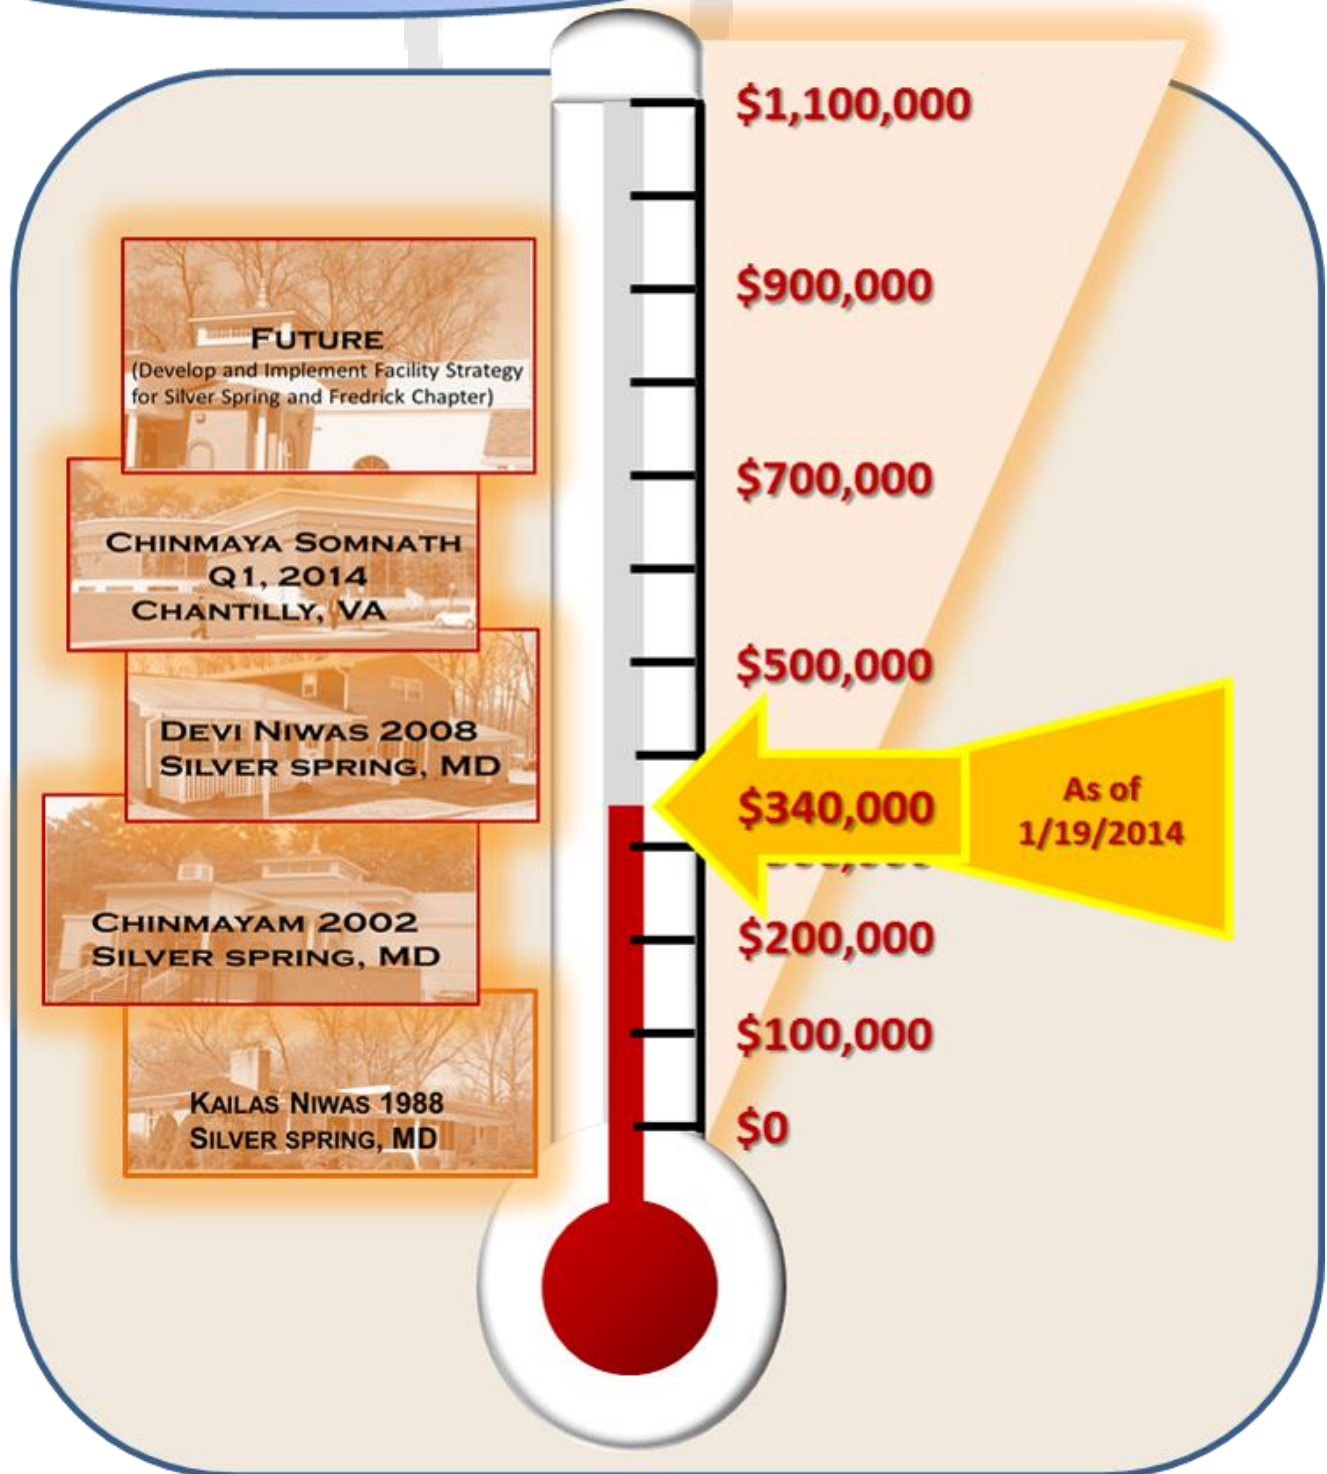 $1,100,000
$900,000
$700,000
$500,000
$340,000
As of
1/19/2014
$200,000
$100,000
$0
FUTURE
(Develop and Implement Facility Strategy
for Silver Spring and Fredrick Chapter)
CHINMAYA SOMNATH
Q1, 2014
CHANTILLY, VA
DEVI NIWAS 2008
SILVER SPRING, MD
CHINMAYAM 2002
SILVER SPRING, MD
KAILAS NIWAS 1988
SILVER SPRING, MD